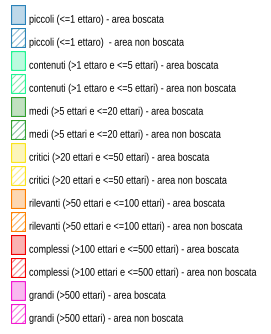 piccoli (<=1 ettaro) - area boscata
piccoli (<=1 ettaro)  - area non boscata
contenuti (>1 ettaro e <=5 ettari) - area boscata
contenuti (>1 ettaro e <=5 ettari) - area non boscata
medi (>5 ettari e <=20 ettari) - area boscata
medi (>5 ettari e <=20 ettari) - area non boscata
critici (>20 ettari e <=50 ettari) - area boscata
critici (>20 ettari e <=50 ettari) - area non boscata
rilevanti (>50 ettari e <=100 ettari) - area boscata
rilevanti (>50 ettari e <=100 ettari) - area non boscata
complessi (>100 ettari e <=500 ettari) - area boscata
complessi (>100 ettari e <=500 ettari) - area non boscata
grandi (>500 ettari) - area boscata
grandi (>500 ettari) - area non boscata